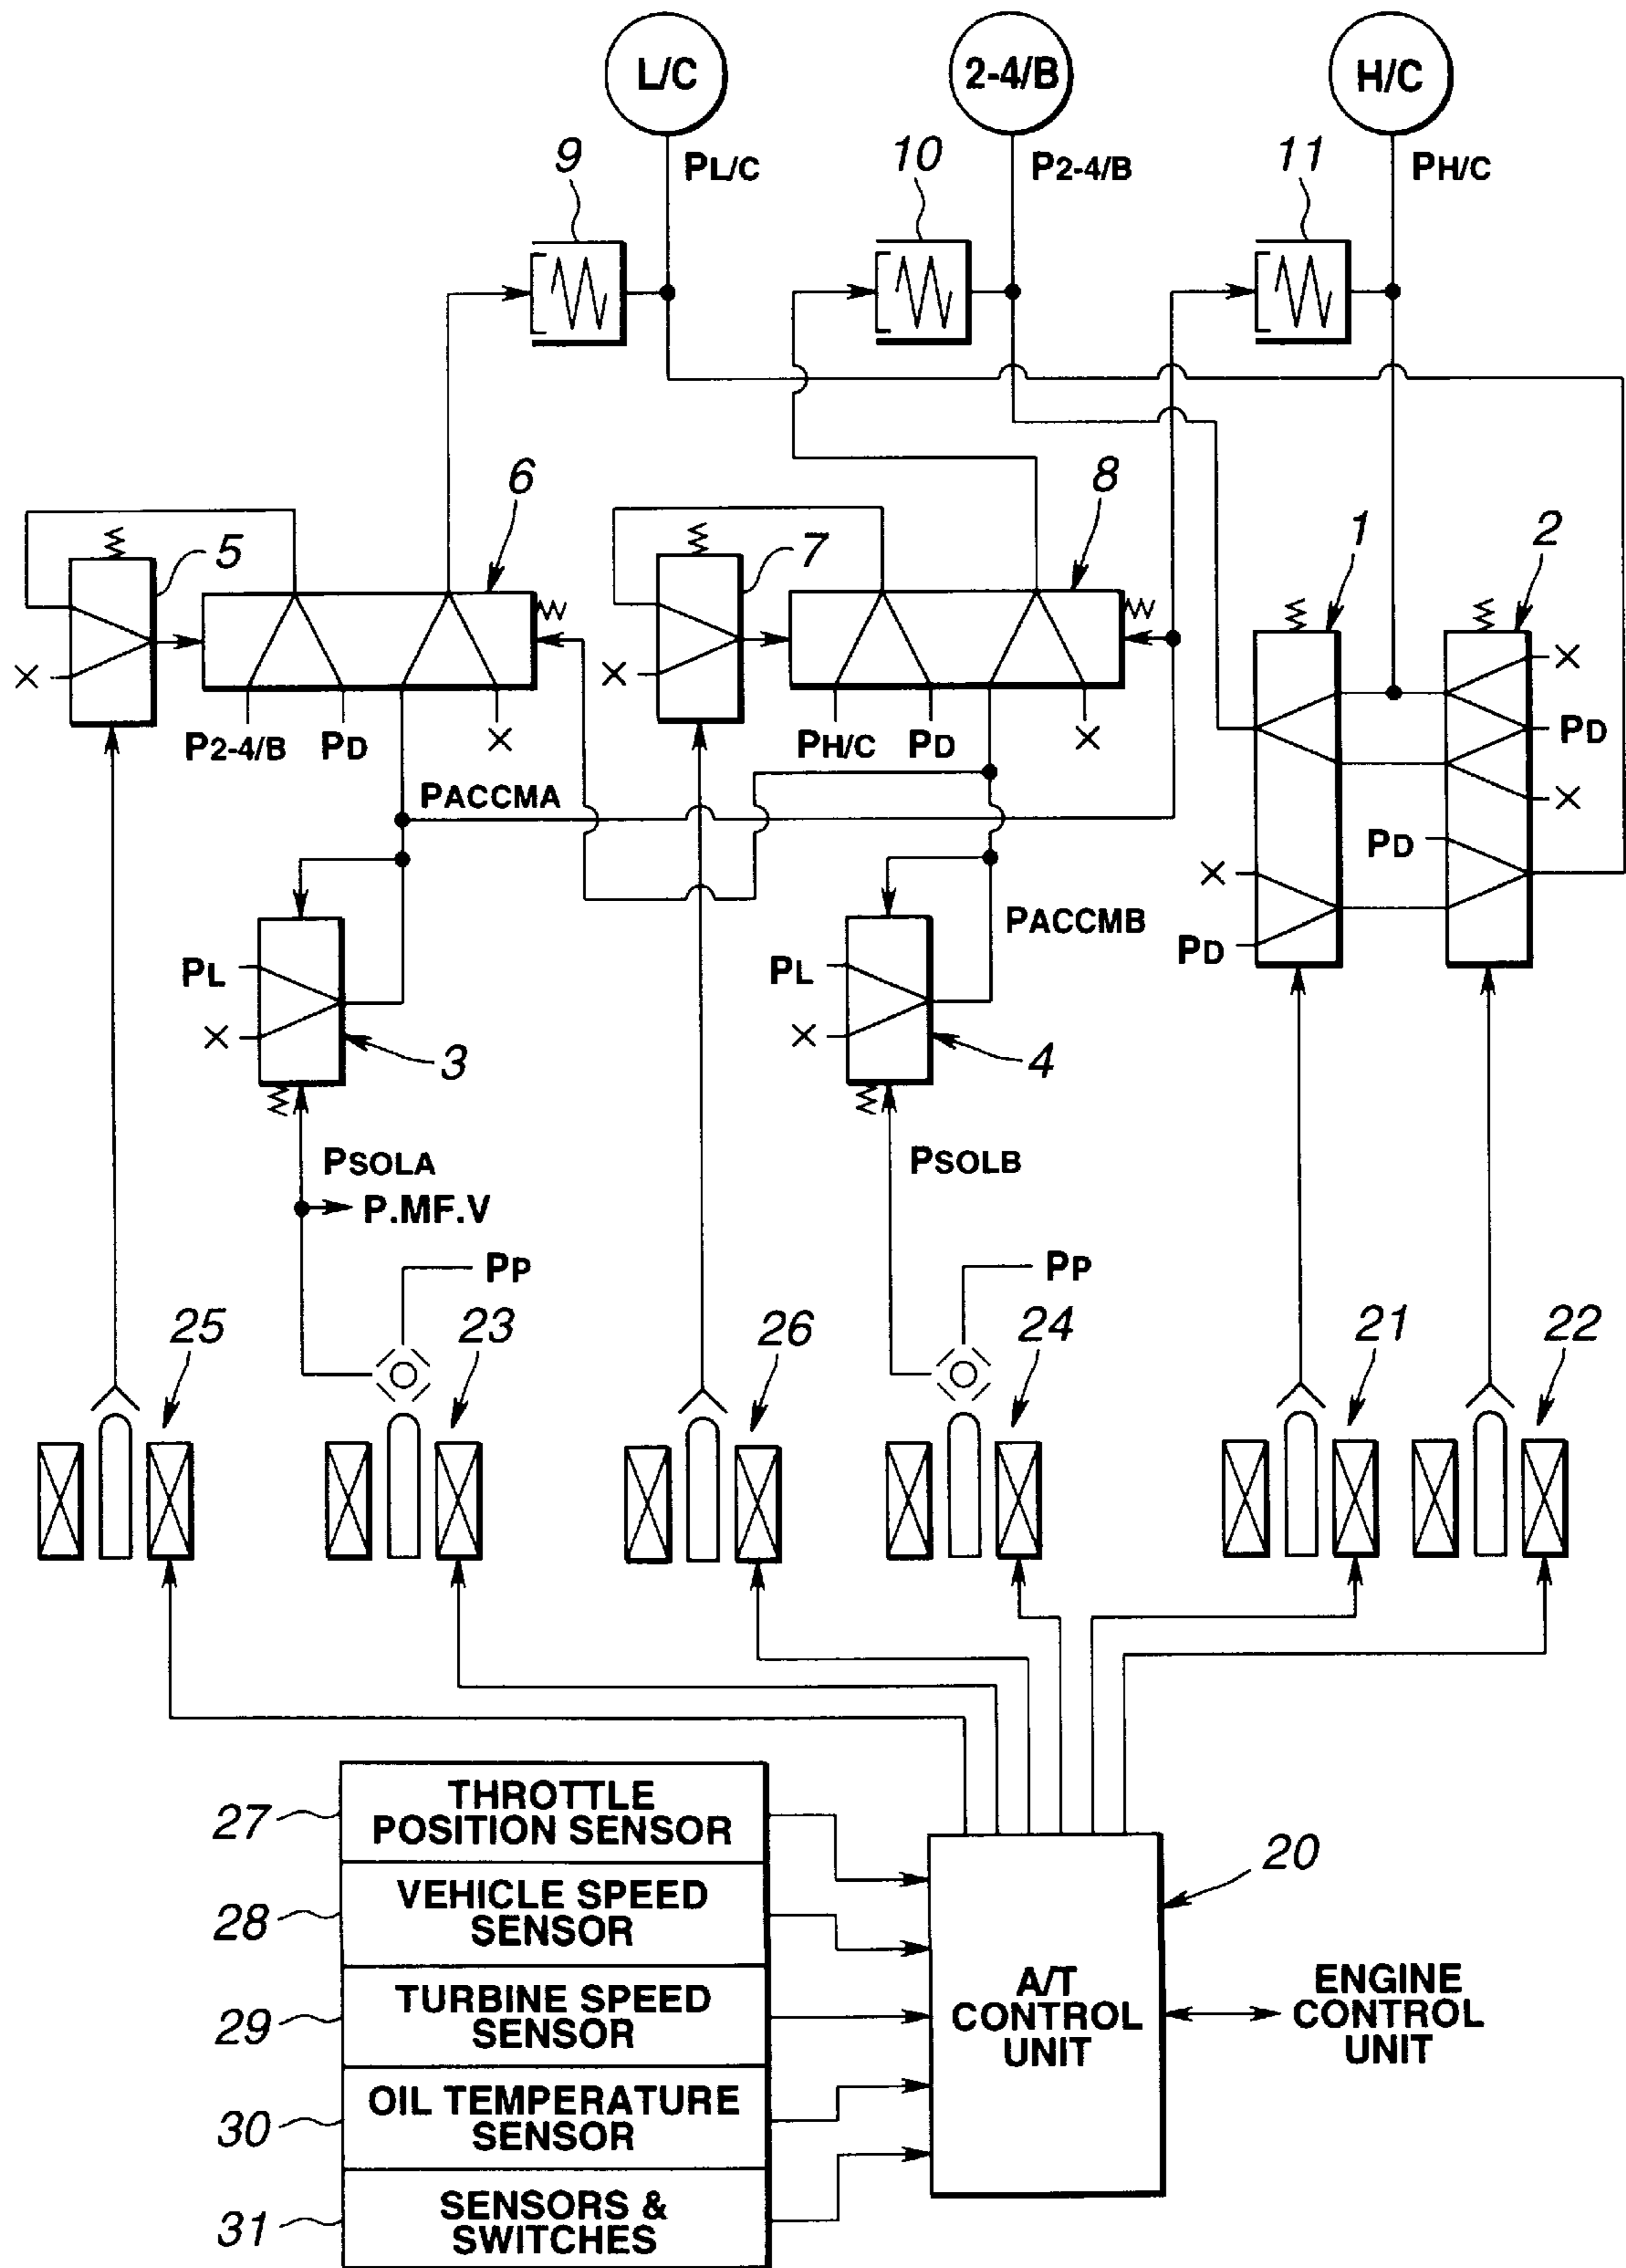 L/C 2-4/B H/C
9 PL/C 10 P2-4/B 11 PH/C
6 8
5 7 1 2
× ×
×
P2-4/B PD × PH/C PD × PD
PACCMA ×
PD
×
PACCMB
PL PL PD
× ×
3 4
PSOLA PSOLB
P.MF.V
PP PP
25 23 26 24 21 22
THROTTLE
27 POSITION SENSOR
20
VEHICLE SPEED
28 SENSOR
TURBINE SPEED
29 SENSOR
A/T
CONTROL
UNIT
ENGINE
CONTROL
UNIT
OIL TEMPERATURE
30 SENSOR
SENSORS &
31 SWITCHES